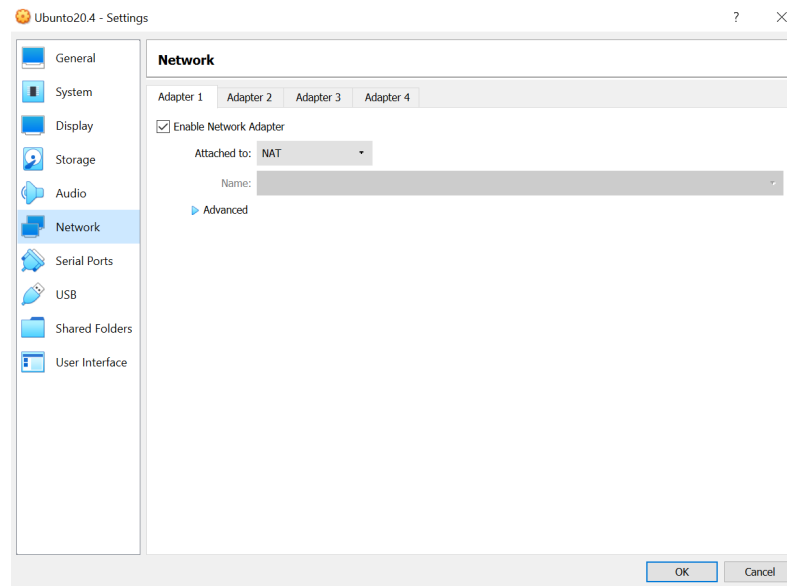 Ubunto20.4 - Settings
?
General
System
Display
Storage
Audio
Network
Serial Ports
USB
Shared Folders
User Interface
Network
Adapter 1 Adapter 2 Adapter 3 Adapter 4
Enable Network Adapter
Attached to: NAT
Name:
Advanced
OK Cancel